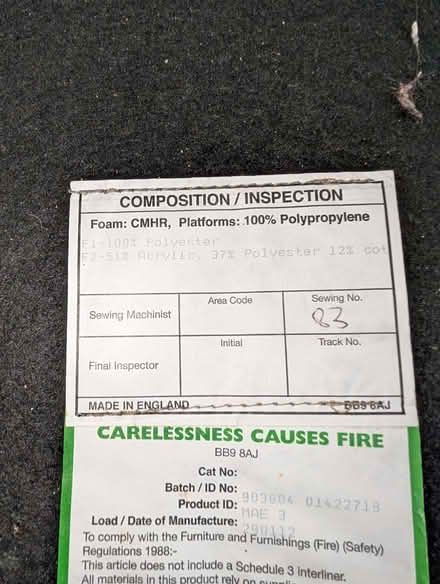 COMPOSITION / INSPECTION
Foam: CMHR, Platforms: 100% Polypropylene
F1-100% Polyester
F2-51% Acrylic, 37% Polyester 12% cot
Sewing Machinist
Area Code
Sewing No.
83
Final Inspector
Initial
Track No.
MADE IN ENGLAND
BB9 8AJ
CARELESSNESS CAUSES FIRE
BB9 8AJ
Cat No:
Batch / ID No: 903004 01422718
Product ID: MAE 3
Load / Date of Manufacture: 290112
To comply with the Furniture and Furnishings (Fire) (Safety)
Regulations 1988:-
This article does not include a Schedule 3 interliner.
All materials in this product rely on